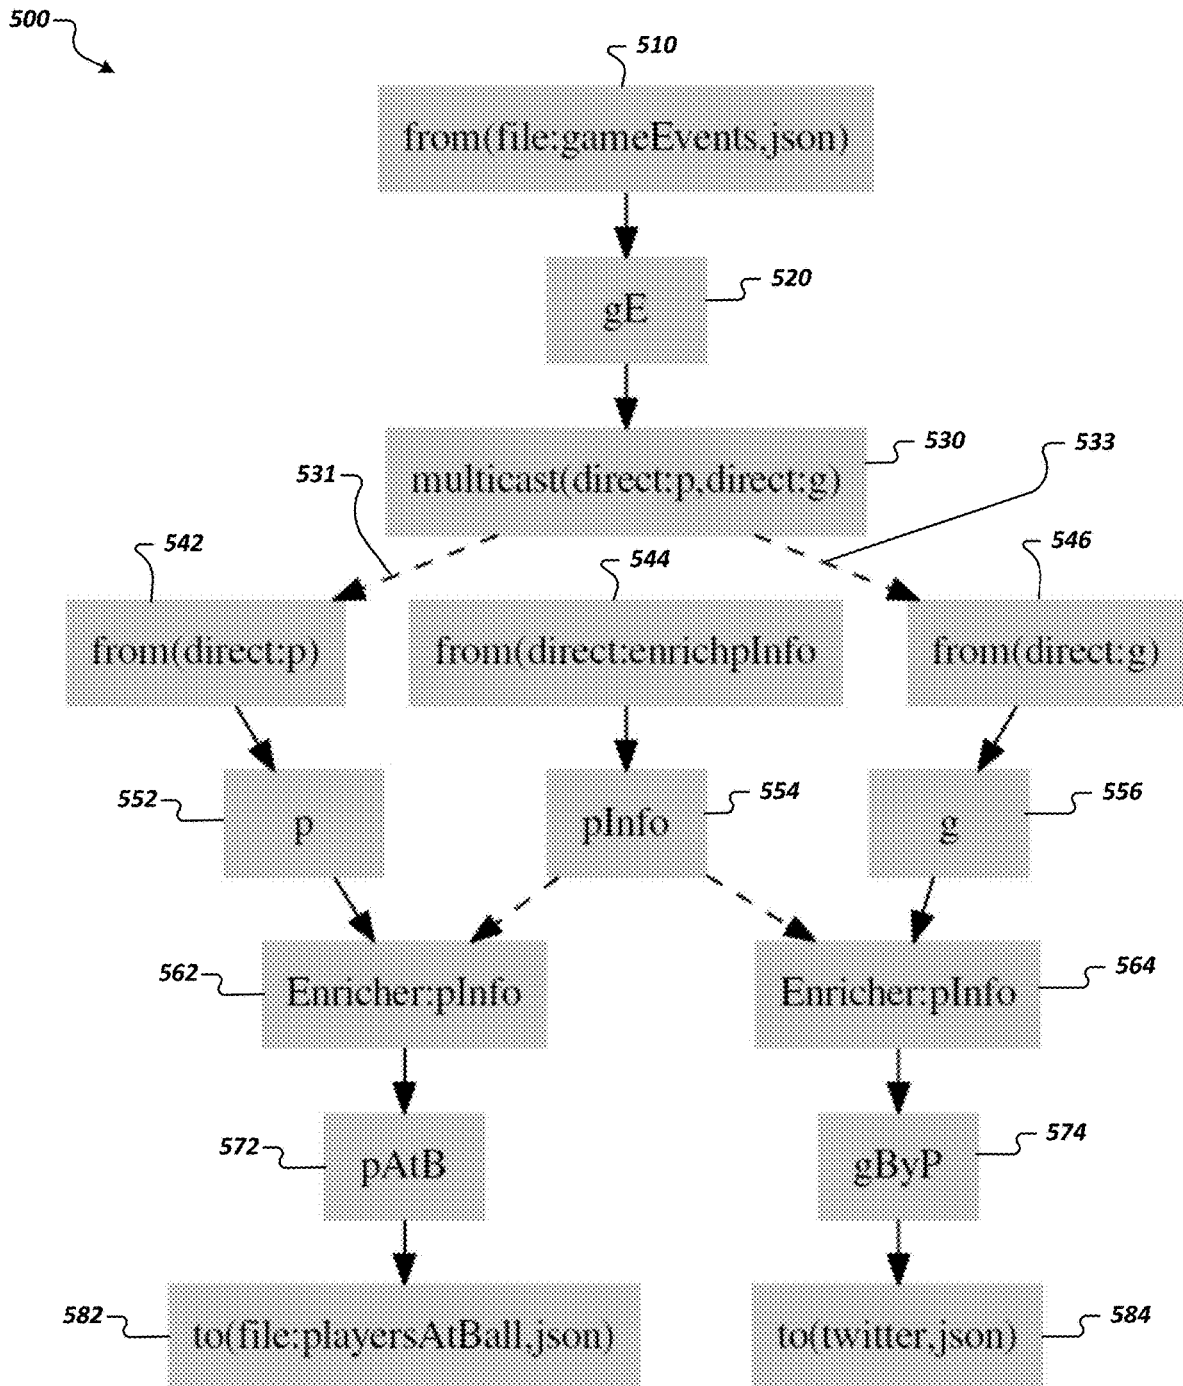 500
510
from(file:gameEvents,json)
520
gE
530
533
531
multicast(direct:p,direct:g)
542
544
546
from(direct:p)
from(direct:enrichpInfo
from(direct:g)
552
p
554
pInfo
556
g
562
Enricher:pInfo
564
Enricher:pInfo
572
pAtB
574
gByP
582
to(file:playersAtBall,json)
584
to(twitter,json)